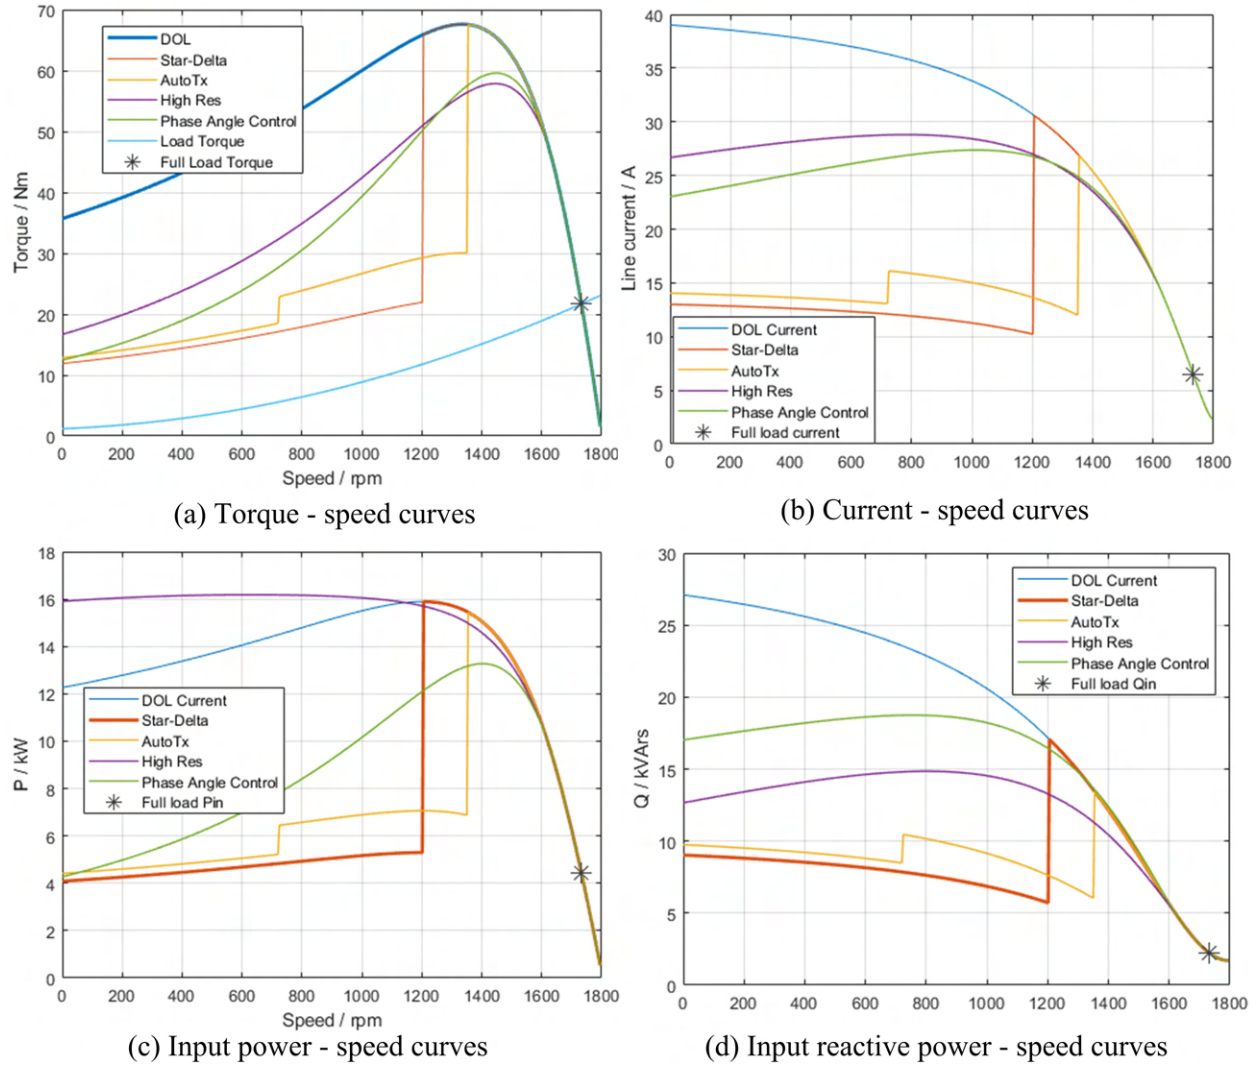 70
60
50
40
30
20
10
0
Torque / Nm
DOL
Star-Delta
AutoTx
High Res
Phase Angle Control
Load Torque
Full Load Torque
0 200 400 600 800 1000 1200 1400 1600 1800
Speed / rpm
(a) Torque - speed curves
40
35
30
25
20
15
10
5
0
Line current / A
DOL Current
Star-Delta
AutoTx
High Res
Phase Angle Control
Full load current
0 200 400 600 800 1000 1200 1400 1600 1800
(b) Current - speed curves
18
16
14
12
16
8
6
4
2
0
P / kW
DOL Current
Star-Delta
AutoTx
High Res
Phase Angle Control
Full load Pin
0 200 400 600 800 1000 1200 1400 1600 1800
Speed / rpm
(c) Input power - speed curves
30
25
20
15
10
5
0
Q / kVArs
DOL Current
Star-Delta
AutoTx
High Res
Phase Angle Control
Full load Qin
0 200 400 600 800 1000 1200 1400 1600 1800
(d) Input reactive power - speed curves